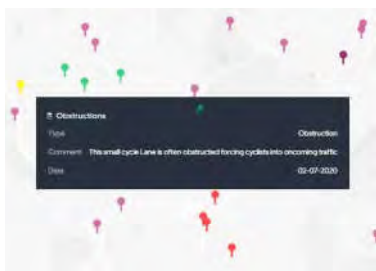 Obstructions
Type Obstruction
Comment This small cycle Lane is often obstructed forcing cyclists into oncoming traffic
Date 02-07-2020